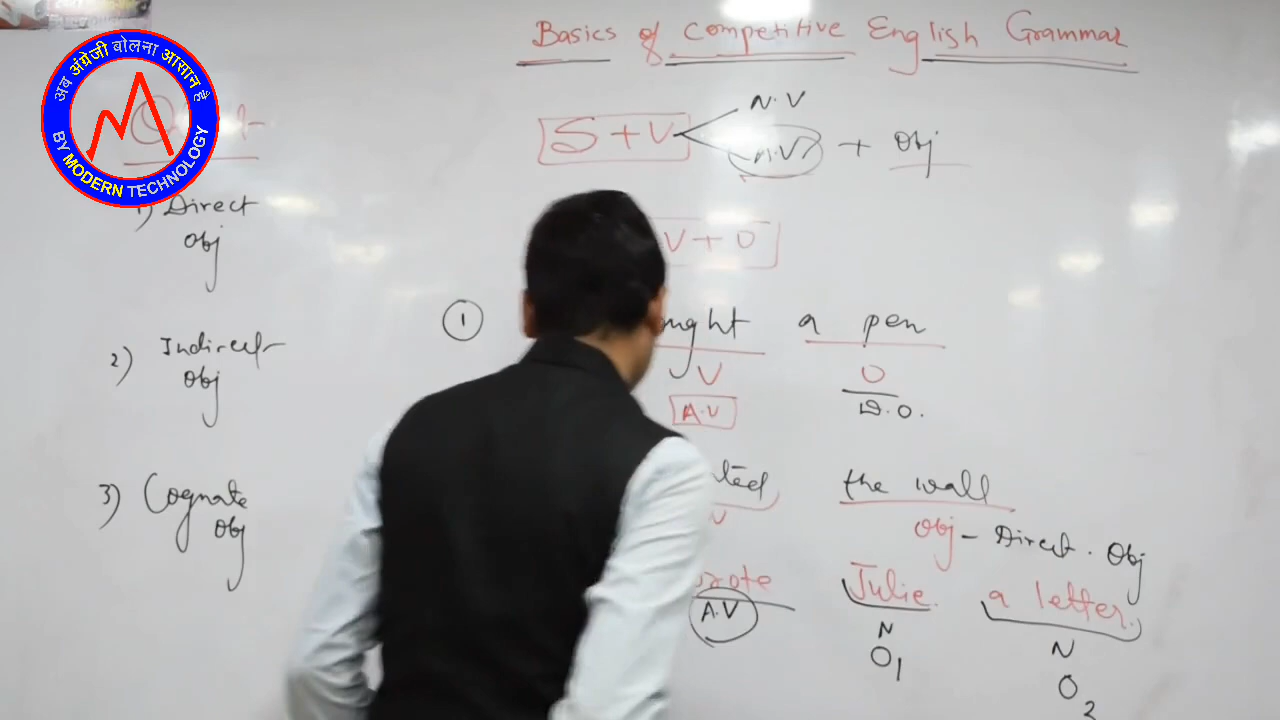 Basics of Competitive English Grammar
अब अंग्रेजी बोलना आसान है
BY MODERN TECHNOLOGY
N.V
S + V
A.V + Obj
1) Direct
Obj
V + O
1 a pen
V O
A.V D.O.
2) Indirect
Obj
3) Cognate
Obj
the wall
V Obj - Direct. Obj
Julie a letter.
A.V N N
O1 O2